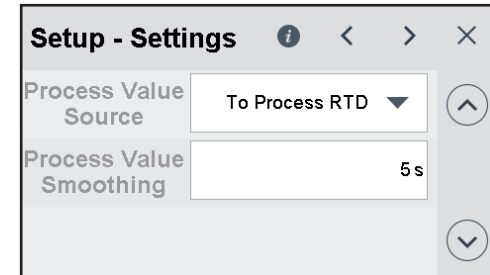 Setup - Settings
Process Value
Source
To Process RTD
Process Value
Smoothing
5 s